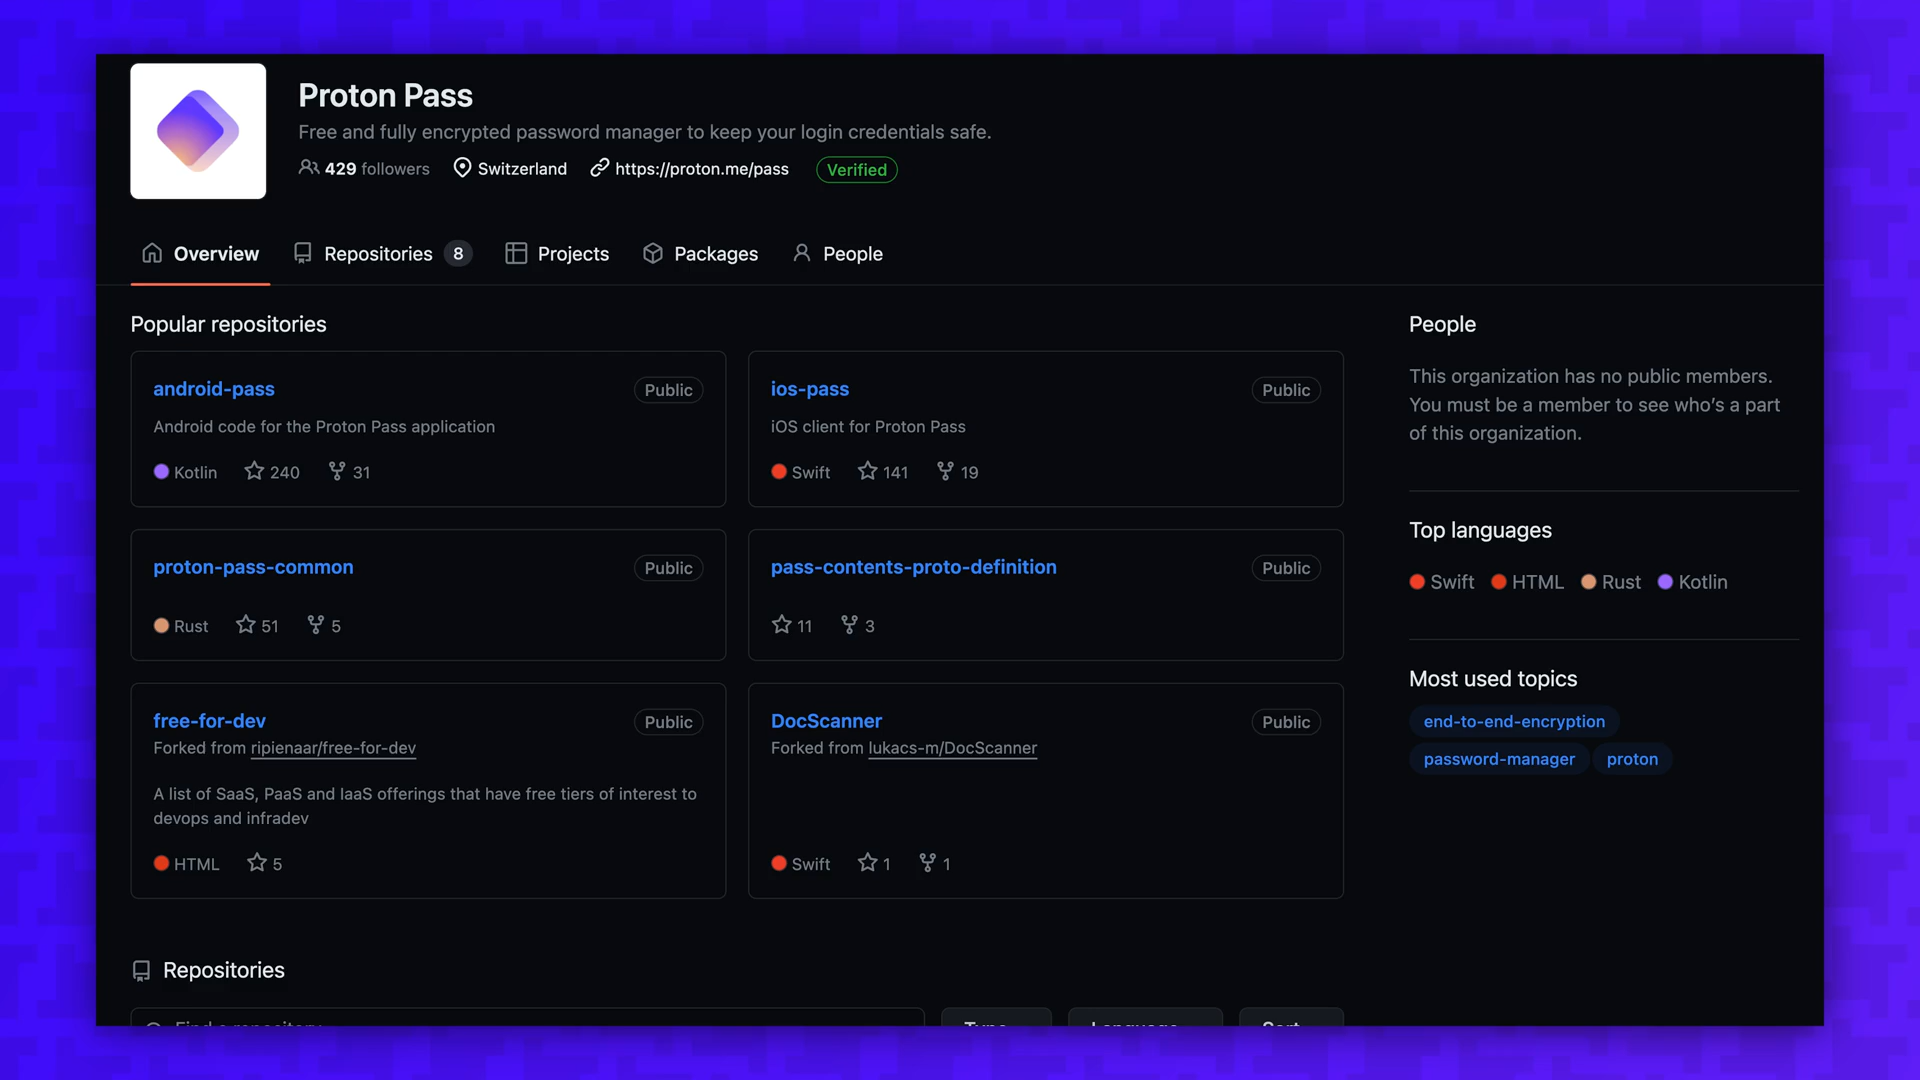 Proton Pass
Free and fully encrypted password manager to keep your login credentials safe.
429 followers Switzerland https://proton.me/pass Verified
Overview Repositories 8 Projects Packages People
Popular repositories
android-pass Public
Android code for the Proton Pass application
Kotlin 240 31
ios-pass Public
iOS client for Proton Pass
Swift 141 19
proton-pass-common Public
Rust 51 5
pass-contents-proto-definition Public
11 3
free-for-dev Public
Forked from ripienaar/free-for-dev
A list of SaaS, PaaS and IaaS offerings that have free tiers of interest to
devops and infradev
HTML 5
DocScanner Public
Forked from lukacs-m/DocScanner
Swift 1 1
People
This organization has no public members.
You must be a member to see who’s a part
of this organization.
Top languages
Swift HTML Rust Kotlin
Most used topics
end-to-end-encryption
password-manager proton
Repositories
Find a repository... Type Language Sort